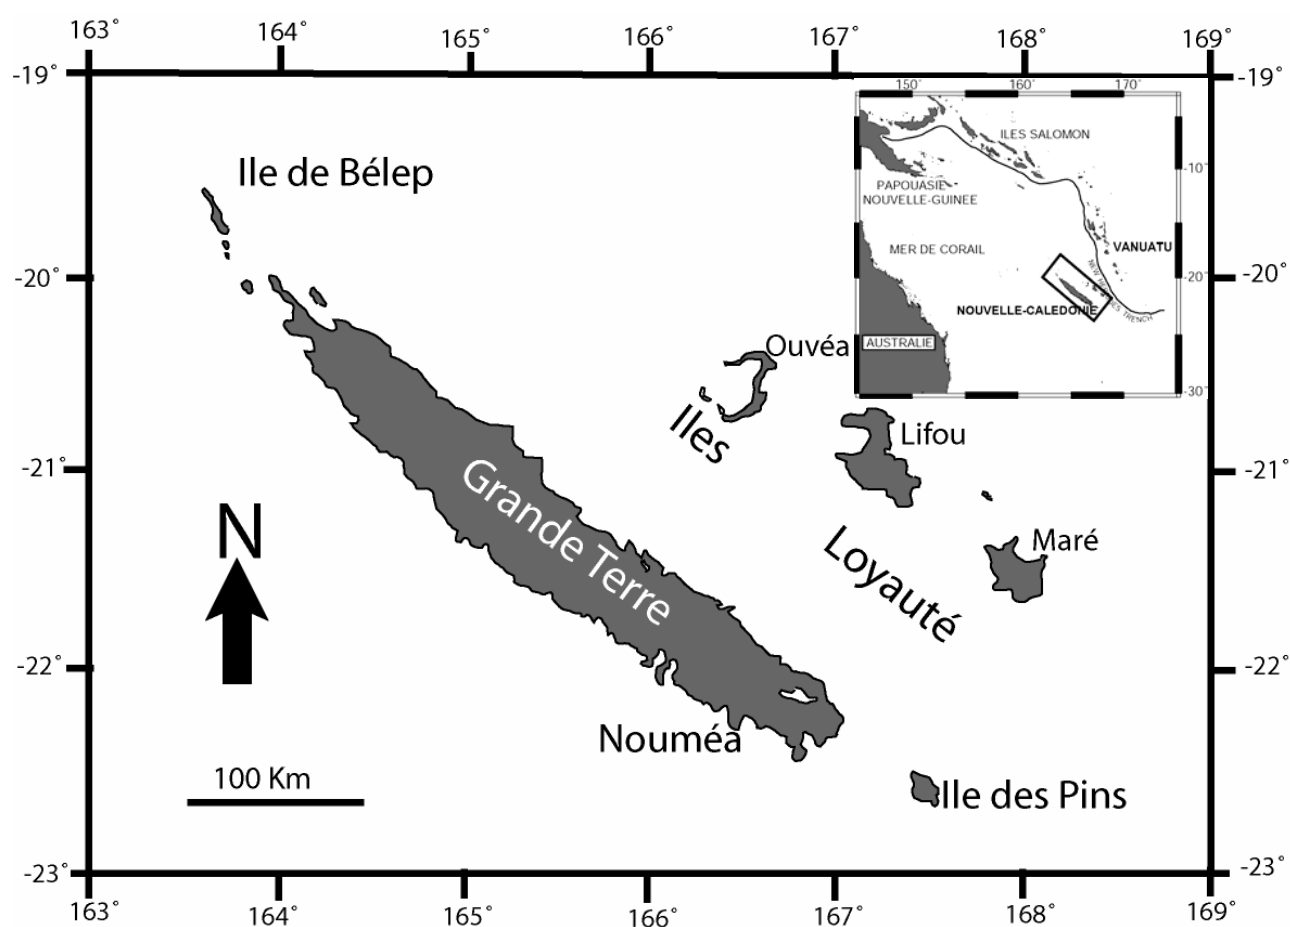 163˚ 164˚ 165˚ 166˚ 167˚ 168˚ 169˚
-19˚ -19˚
150˚ 160˚ 170˚
ILES SALOMON
-10˚
Ile de Bélep
PAPOUASIE
NOUVELLE-GUINEE
MER DE CORAIL
VANUATU
-20˚ -20˚
-20˚
NOUVELLE-CALEDONIE
TRENCH
AUSTRALIE
-30˚
Ouvéa
Iles
Lifou
-21˚ -21˚
Grande Terre
N
Maré
Loyauté
-22˚ -22˚
Nouméa
100 Km
Ile des Pins
-23˚ -23˚
163˚ 164˚ 165˚ 166˚ 167˚ 168˚ 169˚